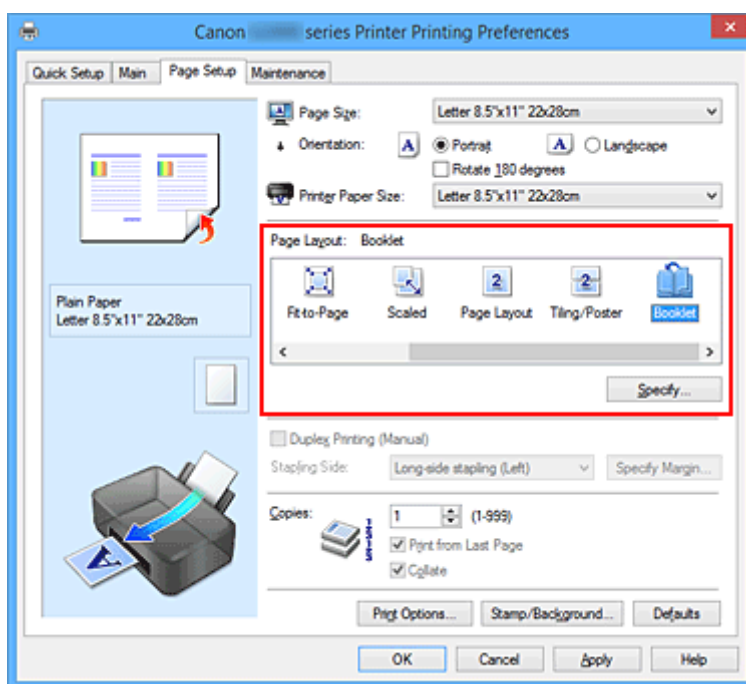 Canon series Printer Printing Preferences
Quick Setup Main Page Setup Maintenance
Page Size: Letter 8.5"x11" 22x28cm
Orientation: A Portrait A Landscape
Rotate 180 degrees
Printer Paper Size: Letter 8.5"x11" 22x28cm
Page Layout: Booklet
2 2
Fit-to-Page Scaled Page Layout Tiling/Poster Booklet
Specify...
Plain Paper
Letter 8.5"x11" 22x28cm
Duplex Printing (Manual)
Stapling Side: Long-side stapling (Left) Specify Margin...
Copies: 1 (1-999)
Print from Last Page
Collate
A
Print Options... Stamp/Background... Defaults
OK Cancel Apply Help